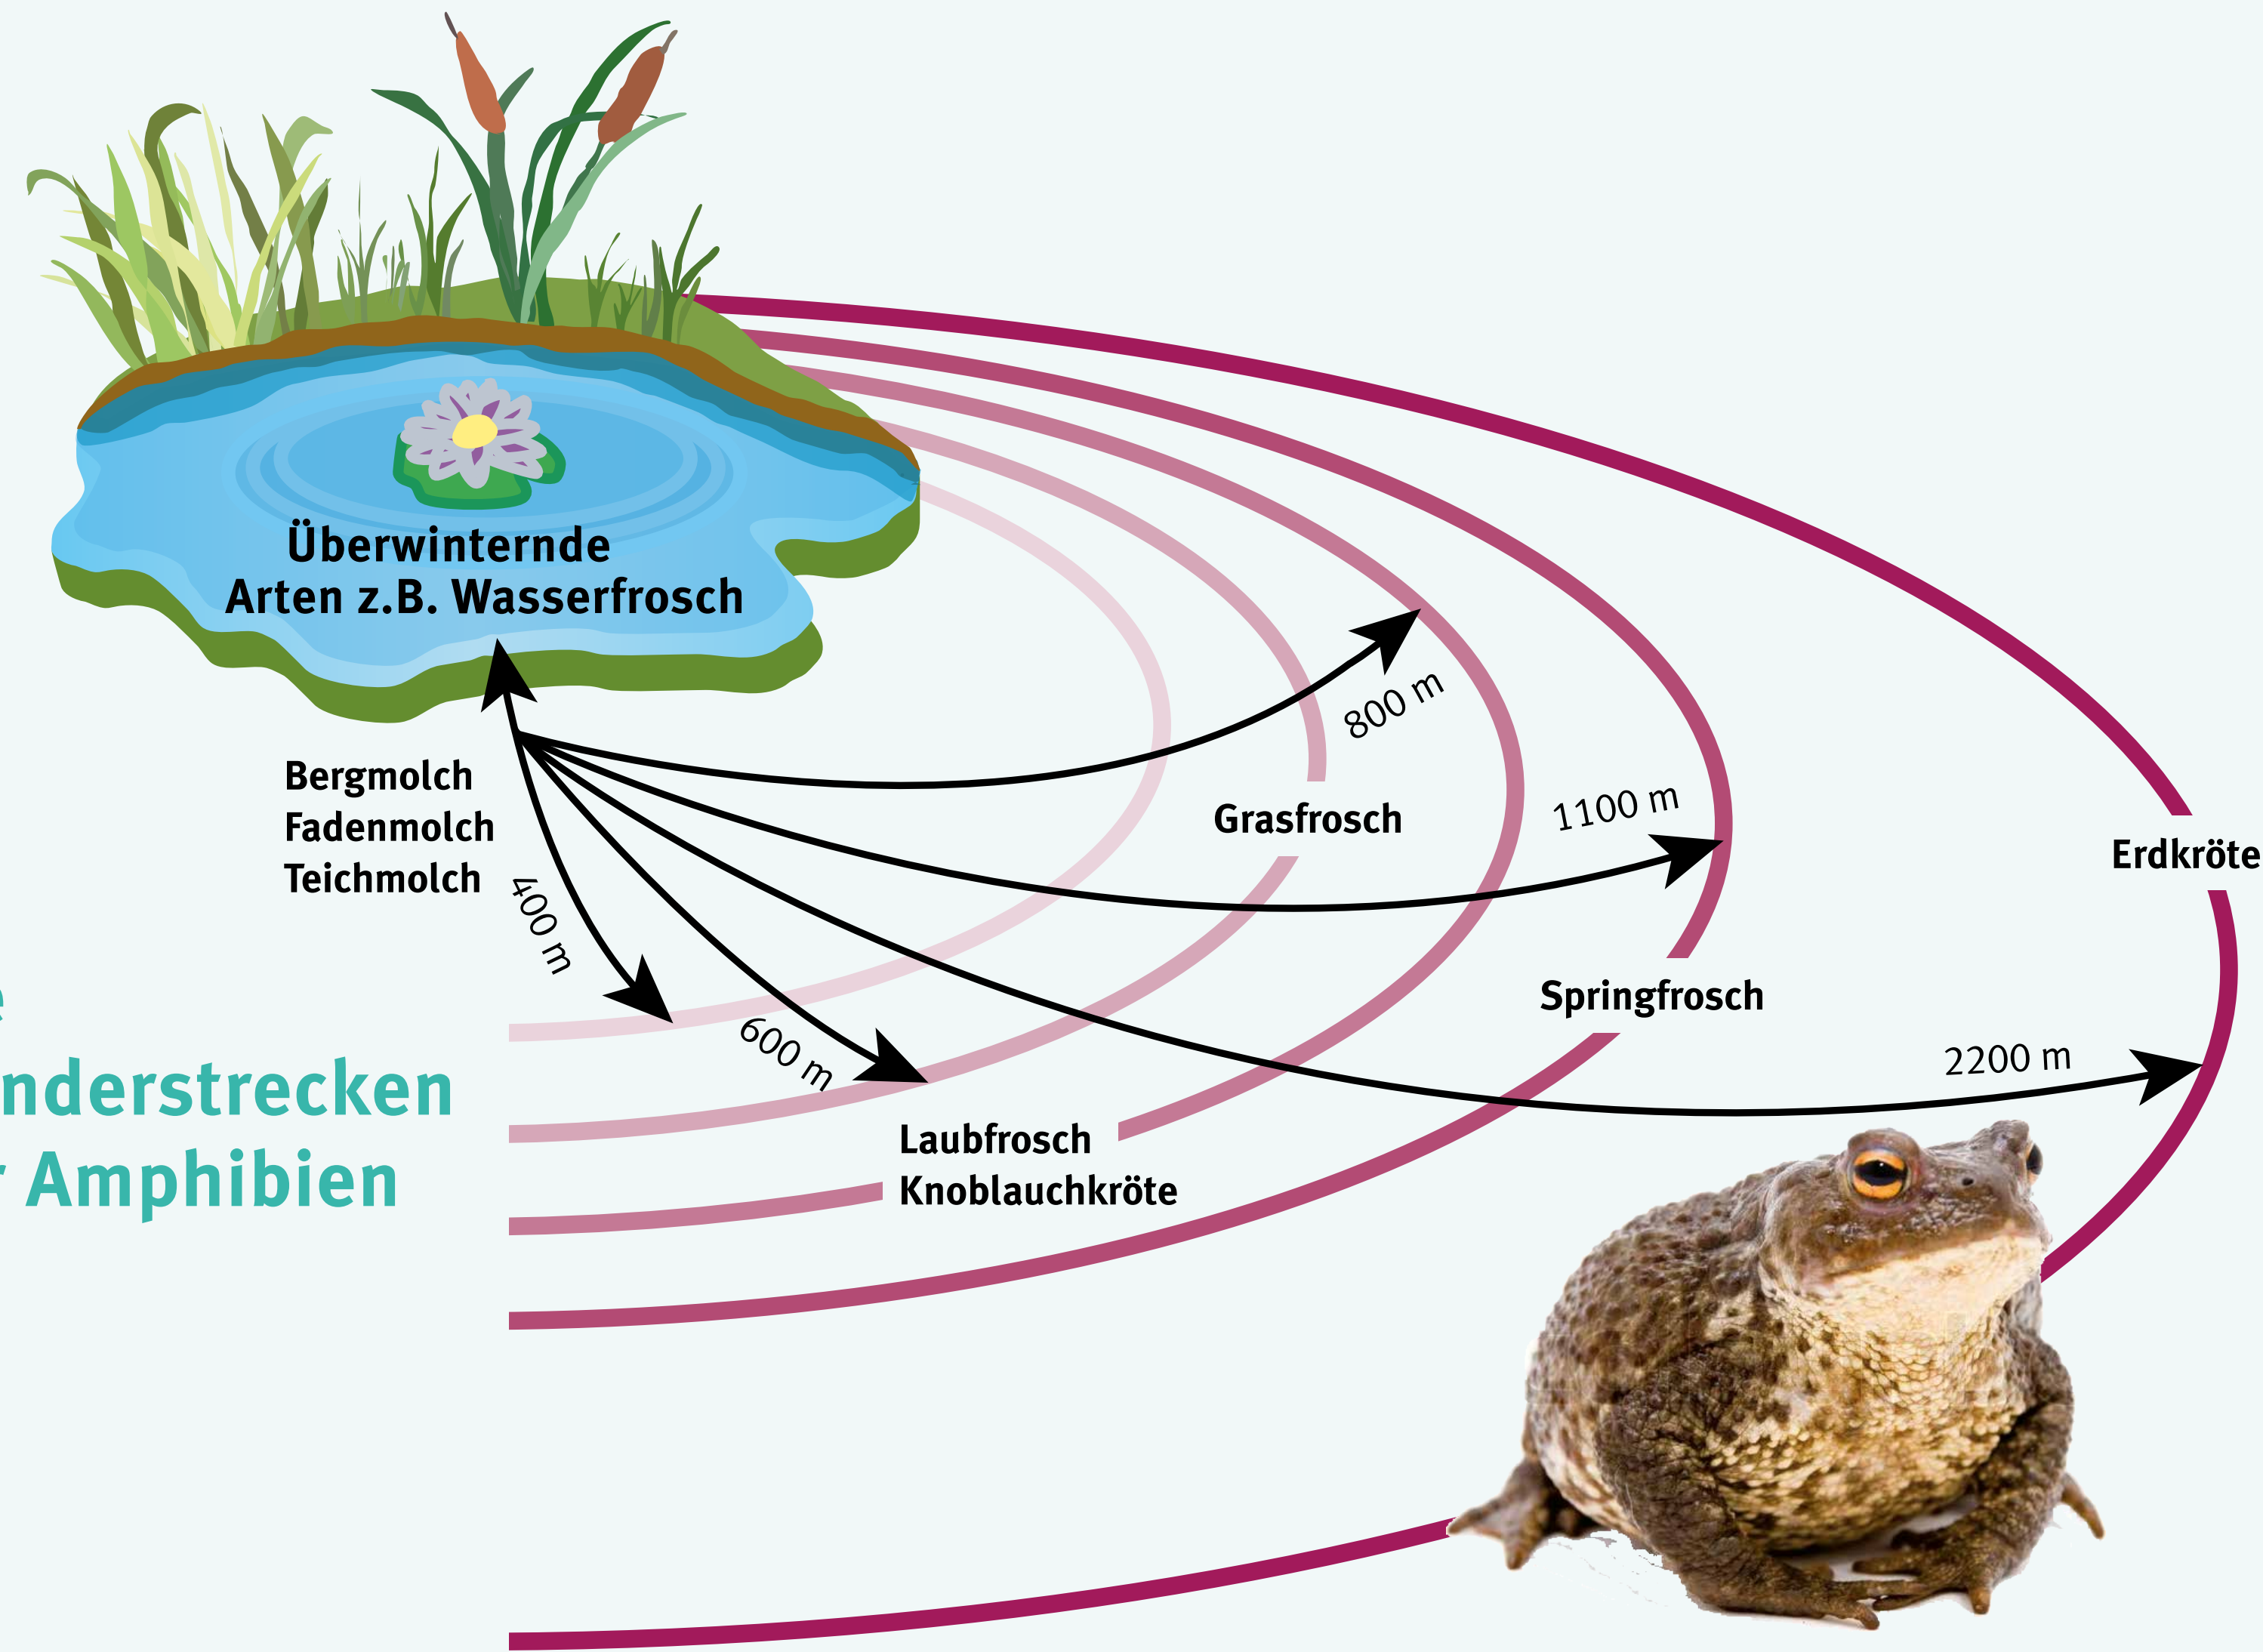 Überwinternde
Arten z.B. Wasserfrosch
800 m
Bergmolch
Fadenmolch
Teichmolch
400 m
Grasfrosch
1100 m
Erdkröte
Springfrosch
600 m
2200 m
e
nderstrecken
r Amphibien
Laubfrosch
Knoblauchkröte